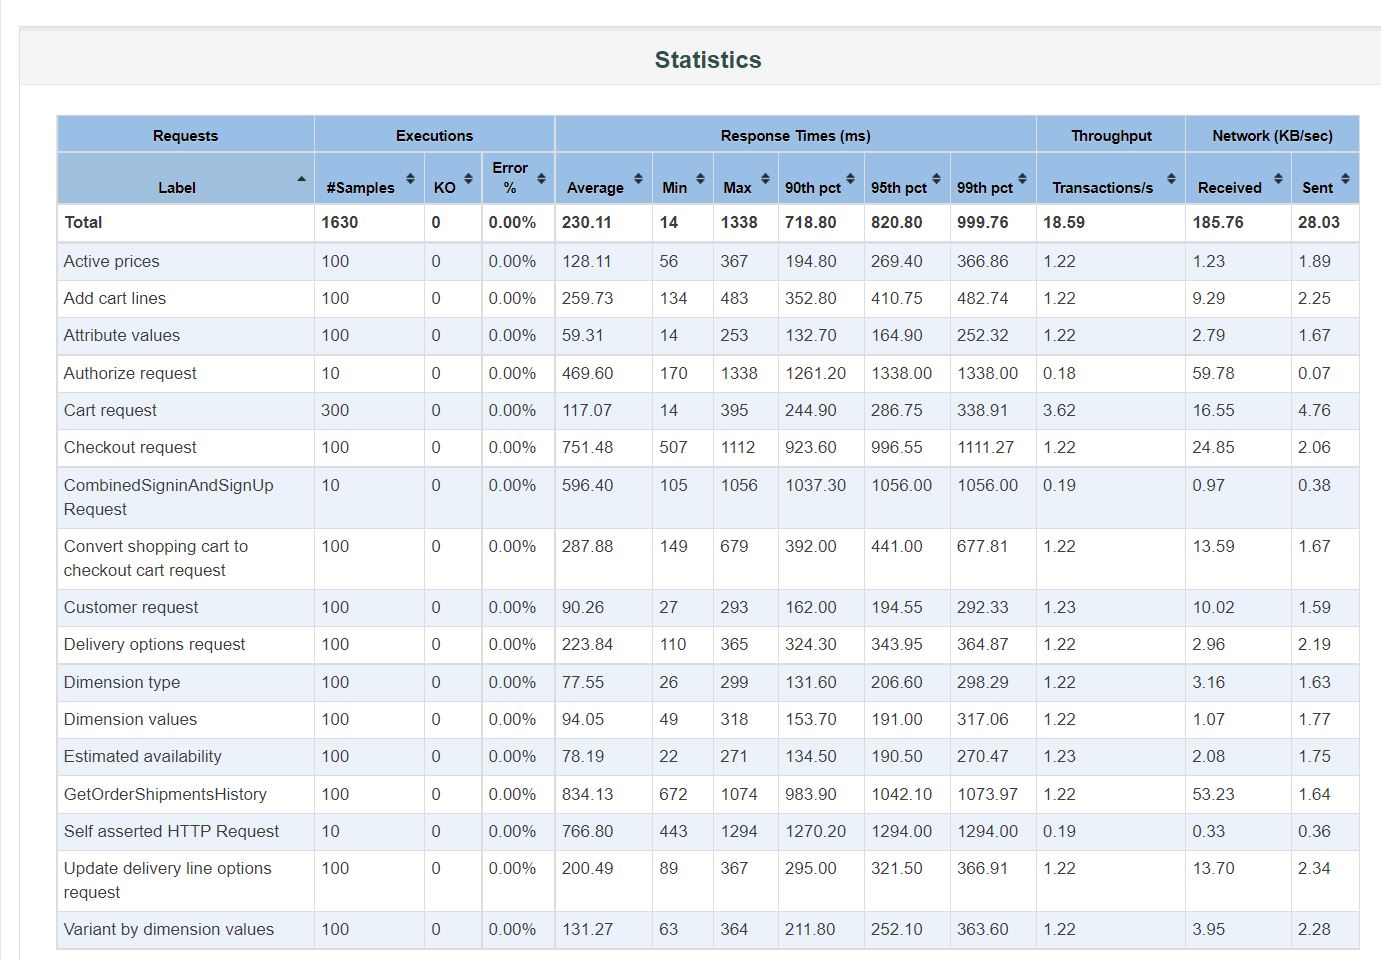 Statistics
Requests Executions Response Times (ms) Throughput Network (KB/sec)
Label #Samples KO Error % Average Min Max 90th pct 95th pct 99th pct Transactions/s Received Sent
Total 1630 0 0.00% 230.11 14 1338 718.80 820.80 999.76 18.59 185.76 28.03
Active prices 100 0 0.00% 128.11 56 367 194.80 269.40 366.86 1.22 1.23 1.89
Add cart lines 100 0 0.00% 259.73 134 483 352.80 410.75 482.74 1.22 9.29 2.25
Attribute values 100 0 0.00% 59.31 14 253 132.70 164.90 252.32 1.22 2.79 1.67
Authorize request 10 0 0.00% 469.60 170 1338 1261.20 1338.00 1338.00 0.18 59.78 0.07
Cart request 300 0 0.00% 117.07 14 395 244.90 286.75 338.91 3.62 16.55 4.76
Checkout request 100 0 0.00% 751.48 507 1112 923.60 996.55 1111.27 1.22 24.85 2.06
CombinedSigninAndSignUp 10 0 0.00% 596.40 105 1056 1037.30 1056.00 1056.00 0.19 0.97 0.38
Request
Convert shopping cart to 100 0 0.00% 287.88 149 679 392.00 441.00 677.81 1.22 13.59 1.67
checkout cart request
Customer request 100 0 0.00% 90.26 27 293 162.00 194.55 292.33 1.23 10.02 1.59
Delivery options request 100 0 0.00% 223.84 110 365 324.30 343.95 364.87 1.22 2.96 2.19
Dimension type 100 0 0.00% 77.55 26 299 131.60 206.60 298.29 1.22 3.16 1.63
Dimension values 100 0 0.00% 94.05 49 318 153.70 191.00 317.06 1.22 1.07 1.77
Estimated availability 100 0 0.00% 78.19 22 271 134.50 190.50 270.47 1.23 2.08 1.75
GetOrderShipmentsHistory 100 0 0.00% 834.13 672 1074 983.90 1042.10 1073.97 1.22 53.23 1.64
Self asserted HTTP Request 10 0 0.00% 766.80 443 1294 1270.20 1294.00 1294.00 0.19 0.33 0.36
Update delivery line options 100 0 0.00% 200.49 89 367 295.00 321.50 366.91 1.22 13.70 2.34
request
Variant by dimension values 100 0 0.00% 131.27 63 364 211.80 252.10 363.60 1.22 3.95 2.28